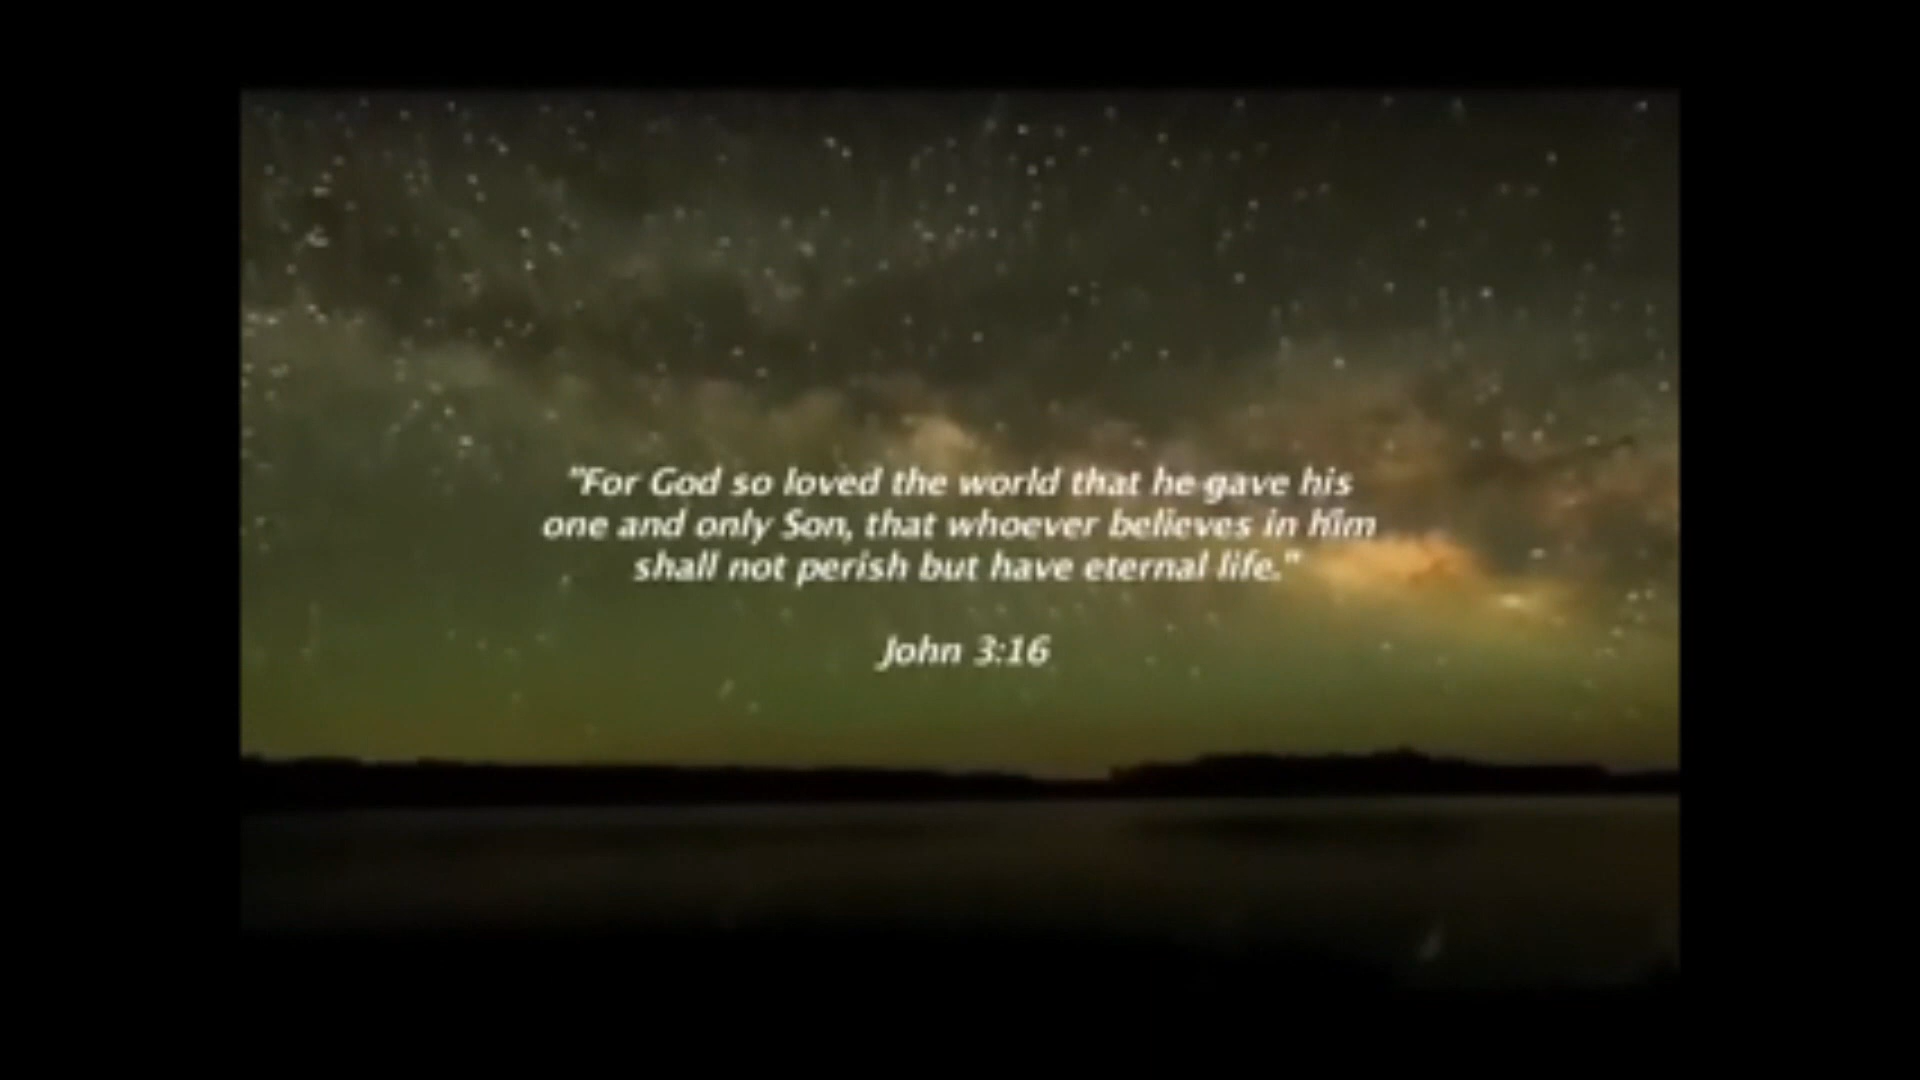 "For God so loved the world that he gave his
one and only Son, that whoever believes in him
shall not perish but have eternal life."
John 3:16